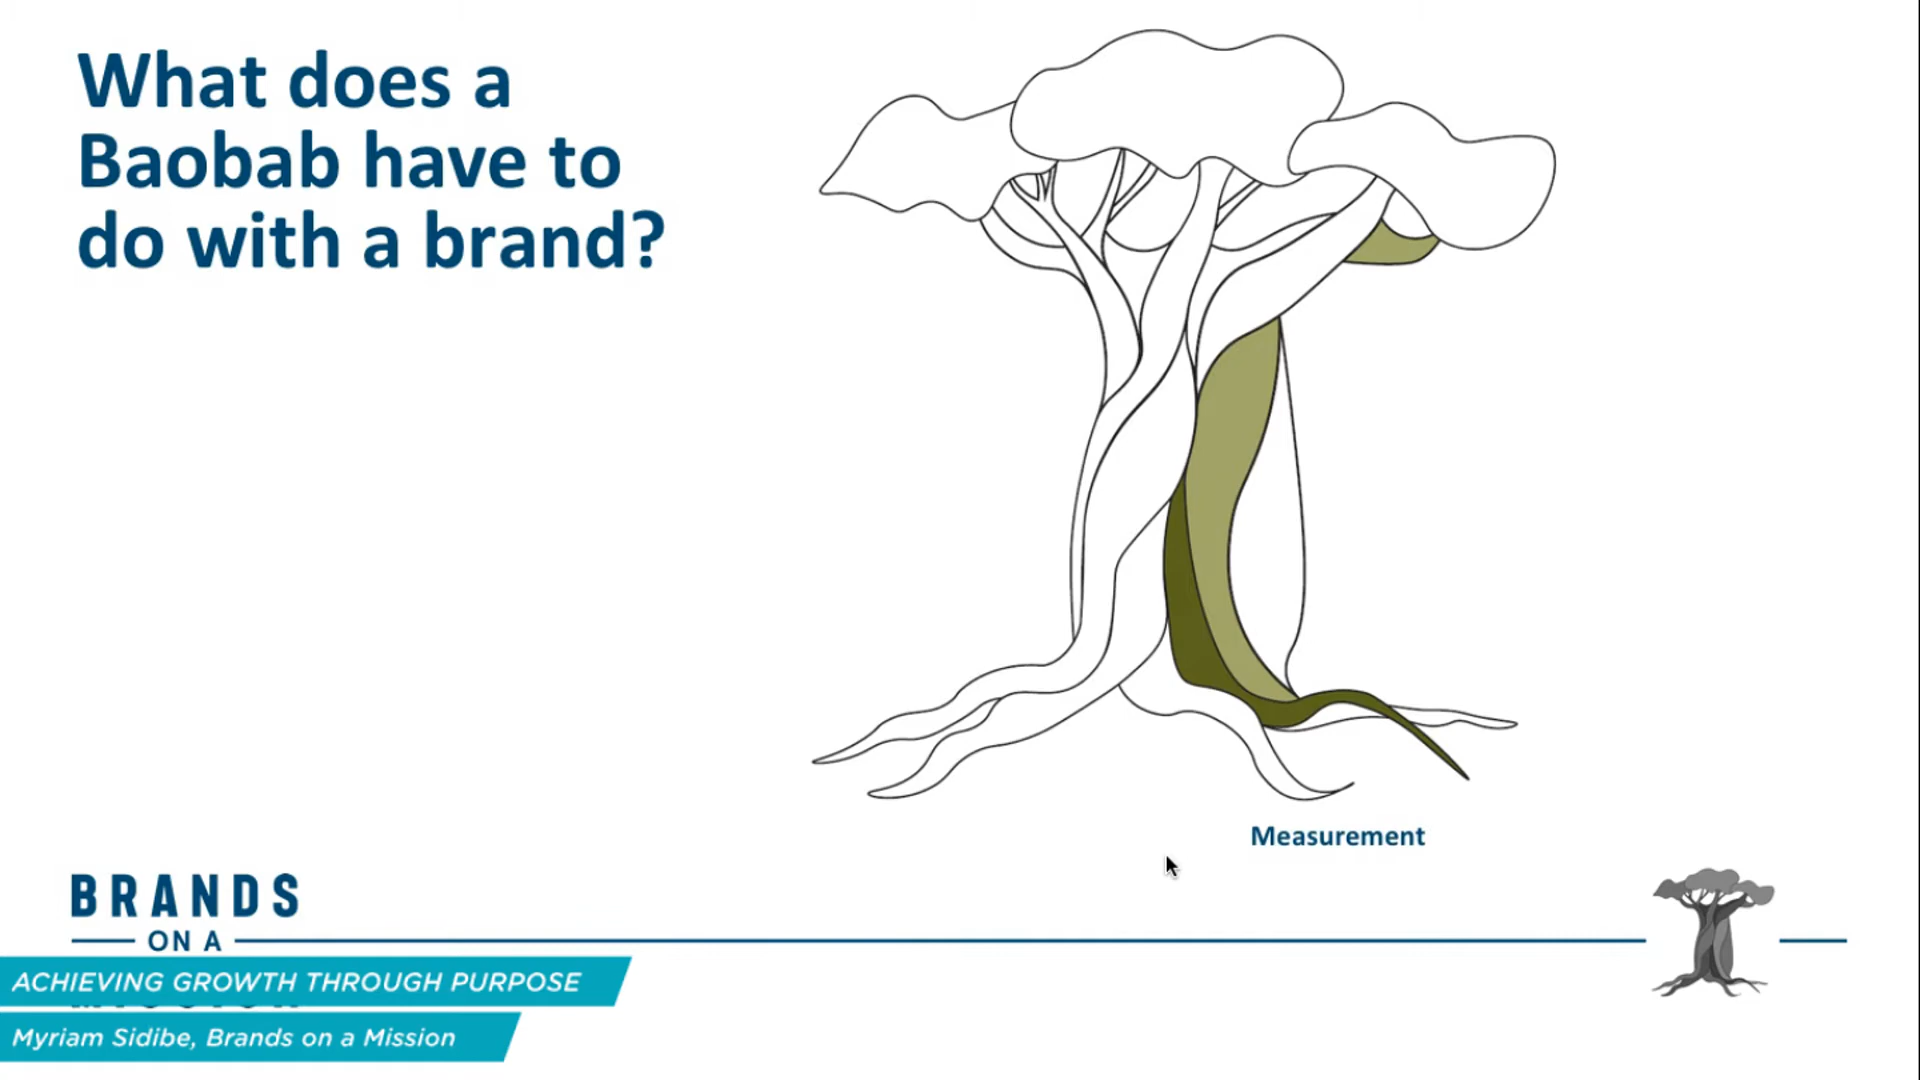 What does a
Baobab have to
do with a brand?
Measurement
BRANDS
ON A
ACHIEVING GROWTH THROUGH PURPOSE
Myriam Sidibe, Brands on a Mission